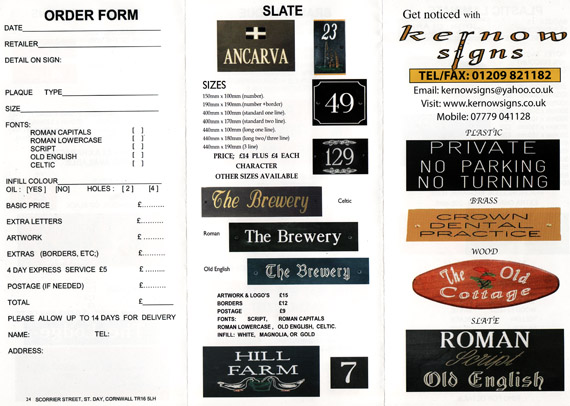 ORDER FORM
DATE
RETAILER
DETAIL ON SIGN:
PLAQUE TYPE
SIZE
FONTS:
ROMAN CAPITALS [ ]
ROMAN LOWERCASE [ ]
SCRIPT [ ]
OLD ENGLISH [ ]
CELTIC [ ]
INFILL COLOUR
OIL : [YES] [NO] HOLES : [ 2 ] [4]
BASIC PRICE £..........
EXTRA LETTERS £..........
ARTWORK £..........
EXTRAS (BORDERS, ETC;) £..........
4 DAY EXPRESS SERVICE £5 £..........
POSTAGE (IF NEEDED) £..........
TOTAL £
PLEASE ALLOW UP TO 14 DAYS FOR DELIVERY
NAME: TEL:
ADDRESS:
24 SCORRIER STREET, ST. DAY, CORNWALL TR16 5LH
SLATE
ANCARVA
23
SIZES
150mm x 100mm (number).
190mm x 190mm (number +border)
400mm x 100mm (standard one line).
400mm x 170mm (standard two line).
440mm x 100mm (long one line).
440mm x 180mm (long two/three line)
440mm x 190mm (3 line)
PRICE; £14 PLUS £4 EACH
CHARACTER
OTHER SIZES AVAILABLE
49
129
The Brewery
Celtic
Roman
The Brewery
Old English
The Brewery
ARTWORK & LOGO'S £15
BORDERS £12
POSTAGE £9
FONTS: SCRIPT, ROMAN CAPITALS
ROMAN LOWERCASE , OLD ENGLISH, CELTIC.
INFILL: WHITE, MAGNOLIA, OR GOLD
HILL
FARM
7
Get noticed with
kernow
signs
TEL/FAX: 01209 821182
Email: kernowsigns@yahoo.co.uk
Visit: www.kernowsigns.co.uk
Mobile: 07779 041128
PLASTIC
PRIVATE
NO PARKING
NO TURNING
BRASS
CROWN
DENTAL
PRACTICE
WOOD
The Old
Cottage
SLATE
ROMAN
Script
Old English